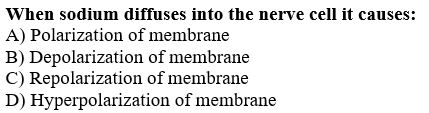 When sodium diffuses into the nerve cell it causes:
A) Polarization of membrane
B) Depolarization of membrane
C) Repolarization of membrane
D) Hyperpolarization of membrane